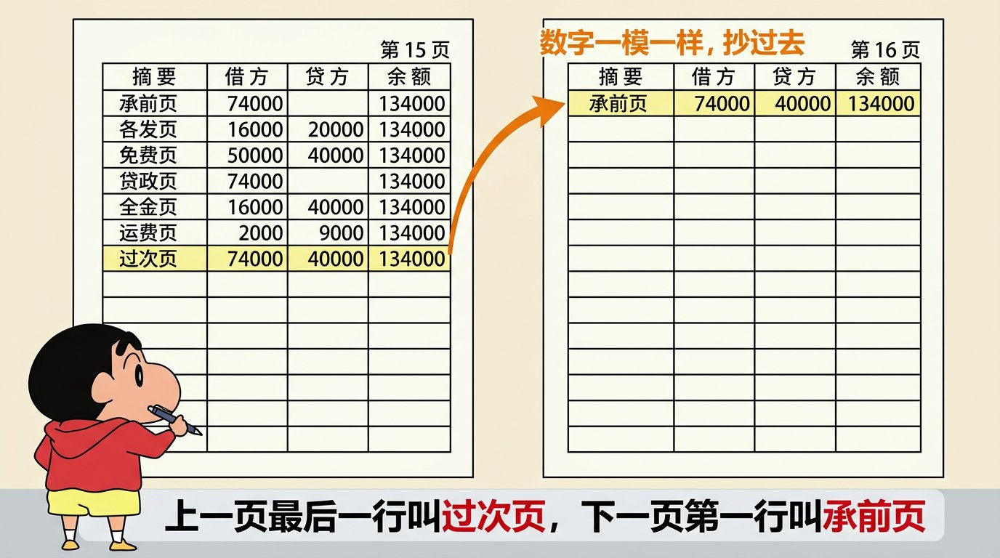 第 15 页
摘 要 借 方 贷 方 余 额
承前页 74000 134000
各发页 16000 20000 134000
免费页 50000 40000 134000
贷政页 74000 134000
全金页 16000 40000 134000
运费页 2000 9000 134000
过次页 74000 40000 134000
数字一模一样，抄过去
第 16 页
摘 要 借 方 贷 方 余 额
承前页 74000 40000 134000
上一页最后一行叫过次页，下一页第一行叫承前页